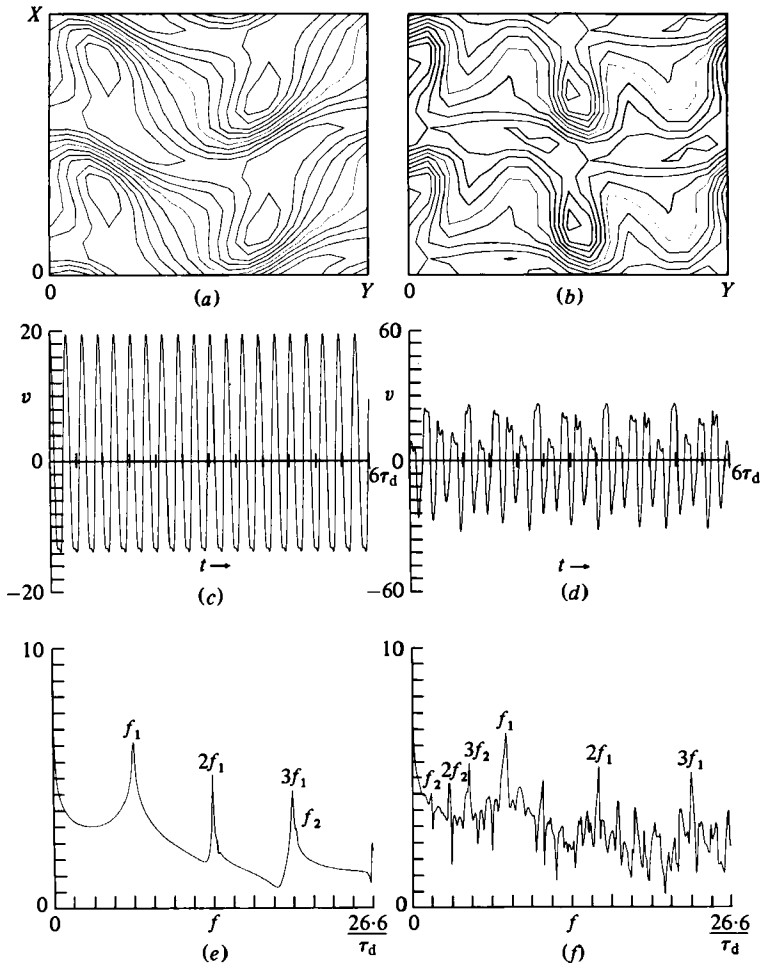 X
0
0 (a) Y
0 (b) Y
20
v
0
−20
6τd
t →
(c)
60
v
0
−60
6τd
t →
(d)
10
f1
2f1
3f1
f2
0
0 f 26·6/τd
(e)
10
f2
2f2
3f2
f1
2f1
3f1
0
0 f 26·6/τd
(f)